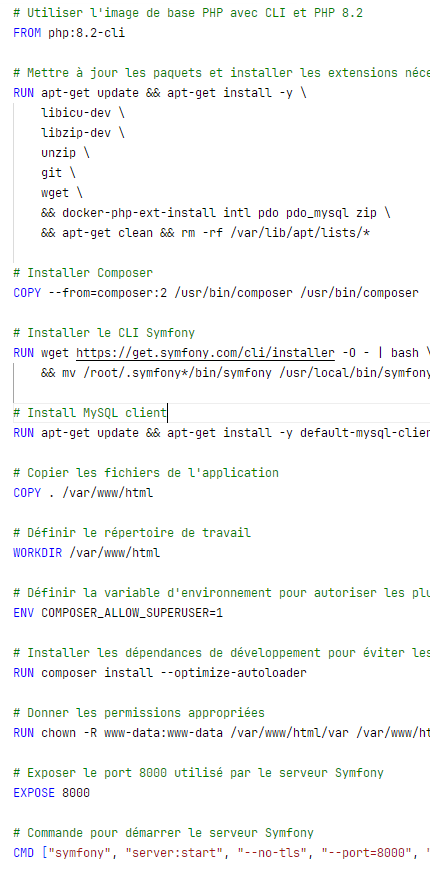 # Utiliser l'image de base PHP avec CLI et PHP 8.2
FROM php:8.2-cli
# Mettre à jour les paquets et installer les extensions néce
RUN apt-get update && apt-get install -y \
libicu-dev \
libzip-dev \
unzip \
git \
wget \
&& docker-php-ext-install intl pdo pdo_mysql zip \
&& apt-get clean && rm -rf /var/lib/apt/lists/*
# Installer Composer
COPY --from=composer:2 /usr/bin/composer /usr/bin/composer
# Installer le CLI Symfony
RUN wget https://get.symfony.com/cli/installer -O - | bash \
&& mv /root/.symfony*/bin/symfony /usr/local/bin/symfony
# Install MySQL client
RUN apt-get update && apt-get install -y default-mysql-clien
# Copier les fichiers de l'application
COPY . /var/www/html
# Définir le répertoire de travail
WORKDIR /var/www/html
# Définir la variable d'environnement pour autoriser les plu
ENV COMPOSER_ALLOW_SUPERUSER=1
# Installer les dépendances de développement pour éviter les
RUN composer install --optimize-autoloader
# Donner les permissions appropriées
RUN chown -R www-data:www-data /var/www/html/var /var/www/ht
# Exposer le port 8000 utilisé par le serveur Symfony
EXPOSE 8000
# Commande pour démarrer le serveur Symfony
CMD ["symfony", "server:start", "--no-tls", "--port=8000", "